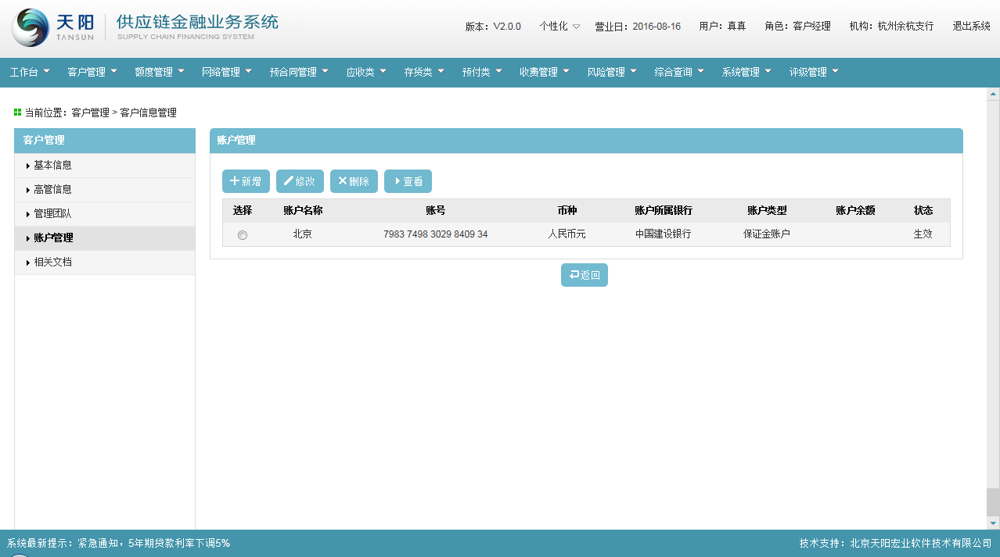 天阳 供应链金融业务系统
TANSUN SUPPLY CHAIN FINANCING SYSTEM
版本：V2.0.0 个性化 营业日：2016-08-16 用户：真真 角色：客户经理 机构：杭州余杭支行 退出系统
工作台 客户管理 额度管理 网络管理 预合同管理 应收类 存货类 预付类 收费管理 风险管理 综合查询 系统管理 评级管理
当前位置：客户管理 > 客户信息管理
客户管理
基本信息
高管信息
管理团队
账户管理
相关文档
账户管理
新增 修改 删除 查看
选择 账户名称 账号 币种 账户所属银行 账户类型 账户余额 状态
北京 7983 7498 3029 8409 34 人民币元 中国建设银行 保证金账户 生效
返回
系统最新提示：紧急通知，5年期贷款利率下调5% 技术支持：北京天阳宏业软件技术有限公司